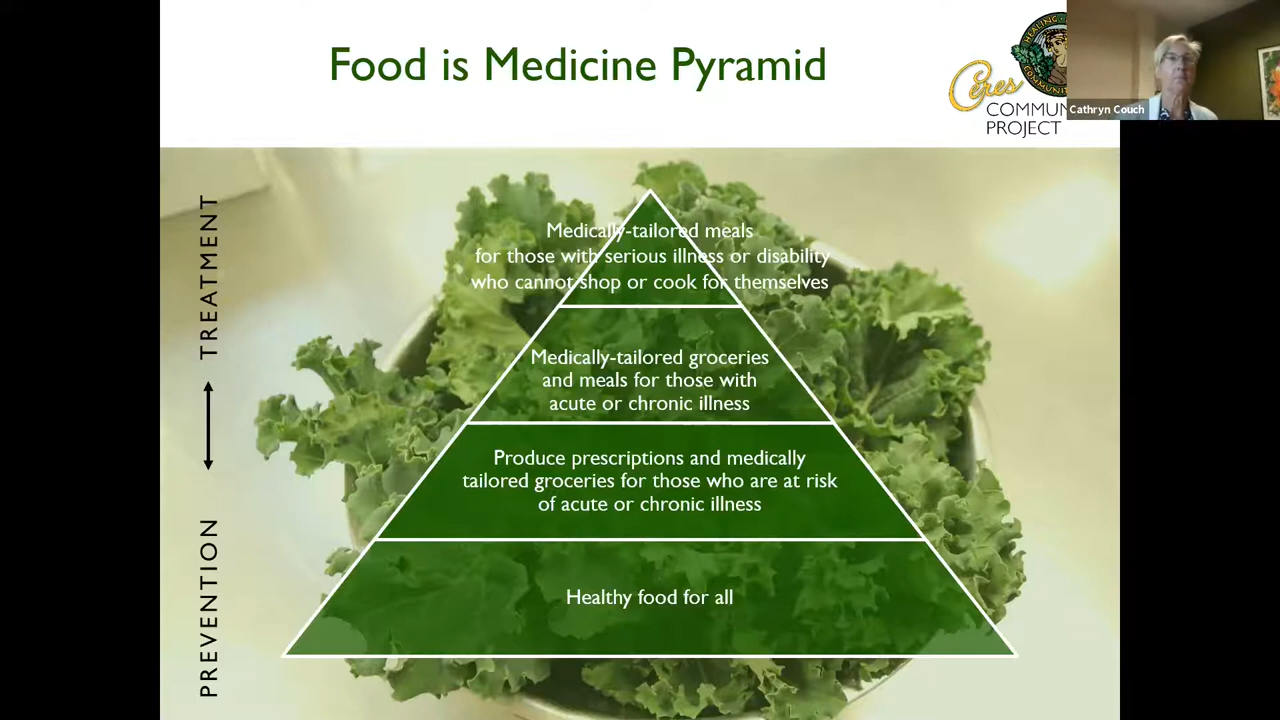 Food is Medicine Pyramid
HEALING
Ceres
COMMUN
PROJECT
Cathryn Couch
TREATMENT
PREVENTION
Medically-tailored meals
for those with serious illness or disability
who cannot shop or cook for themselves
Medically-tailored groceries
and meals for those with
acute or chronic illness
Produce prescriptions and medically
tailored groceries for those who are at risk
of acute or chronic illness
Healthy food for all